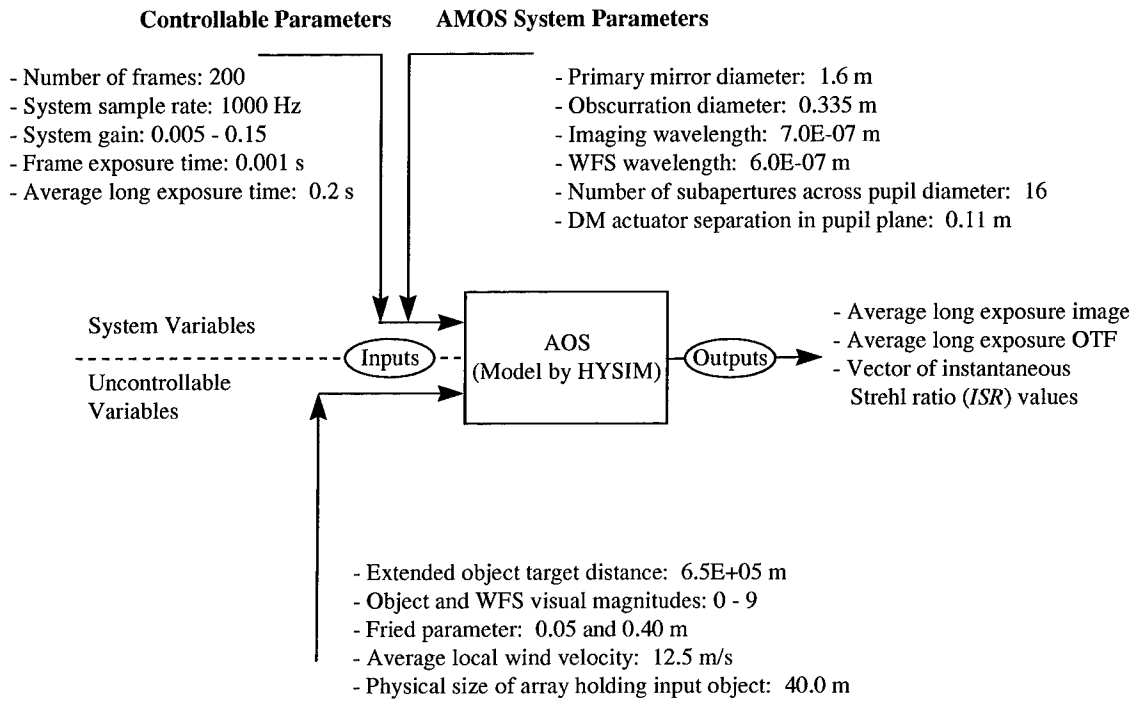 Controllable Parameters
- Number of frames: 200
- System sample rate: 1000 Hz
- System gain: 0.005 - 0.15
- Frame exposure time: 0.001 s
- Average long exposure time: 0.2 s
AMOS System Parameters
- Primary mirror diameter: 1.6 m
- Obscurration diameter: 0.335 m
- Imaging wavelength: 7.0E-07 m
- WFS wavelength: 6.0E-07 m
- Number of subapertures across pupil diameter: 16
- DM actuator separation in pupil plane: 0.11 m
System Variables
Uncontrollable
Variables
Inputs
AOS
(Model by HYSIM)
Outputs
- Average long exposure image
- Average long exposure OTF
- Vector of instantaneous
Strehl ratio (ISR) values
- Extended object target distance: 6.5E+05 m
- Object and WFS visual magnitudes: 0 - 9
- Fried parameter: 0.05 and 0.40 m
- Average local wind velocity: 12.5 m/s
- Physical size of array holding input object: 40.0 m